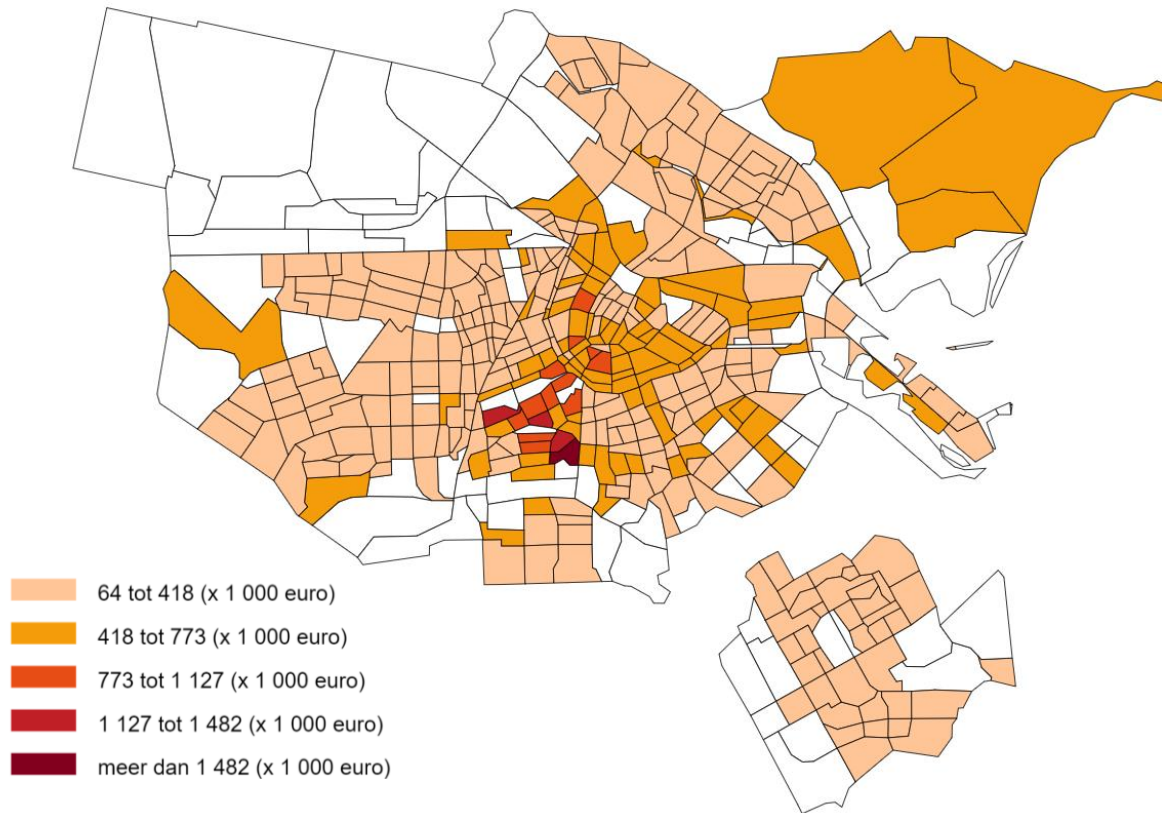 64 tot 418 (x 1 000 euro)
418 tot 773 (x 1 000 euro)
773 tot 1 127 (x 1 000 euro)
1 127 tot 1 482 (x 1 000 euro)
meer dan 1 482 (x 1 000 euro)